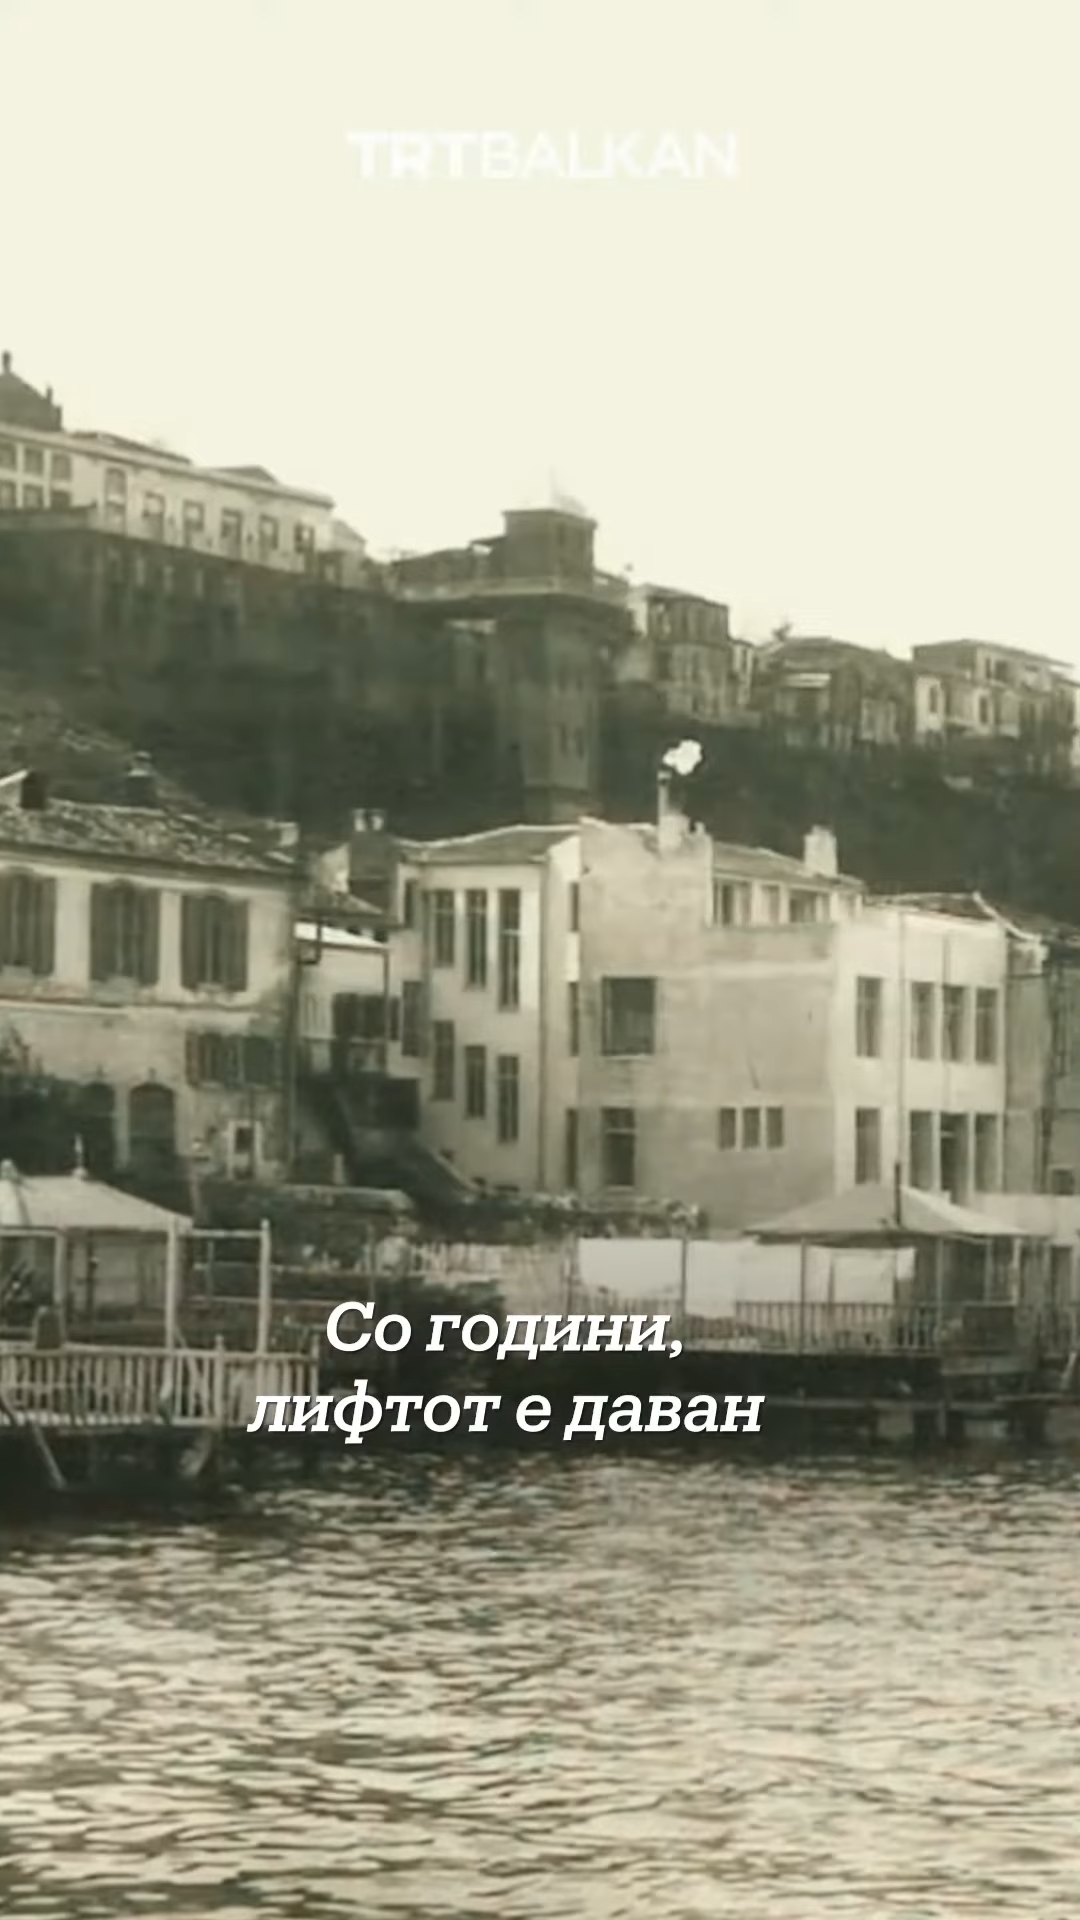 TRTBALKAN
Со години,
лифтот е даван